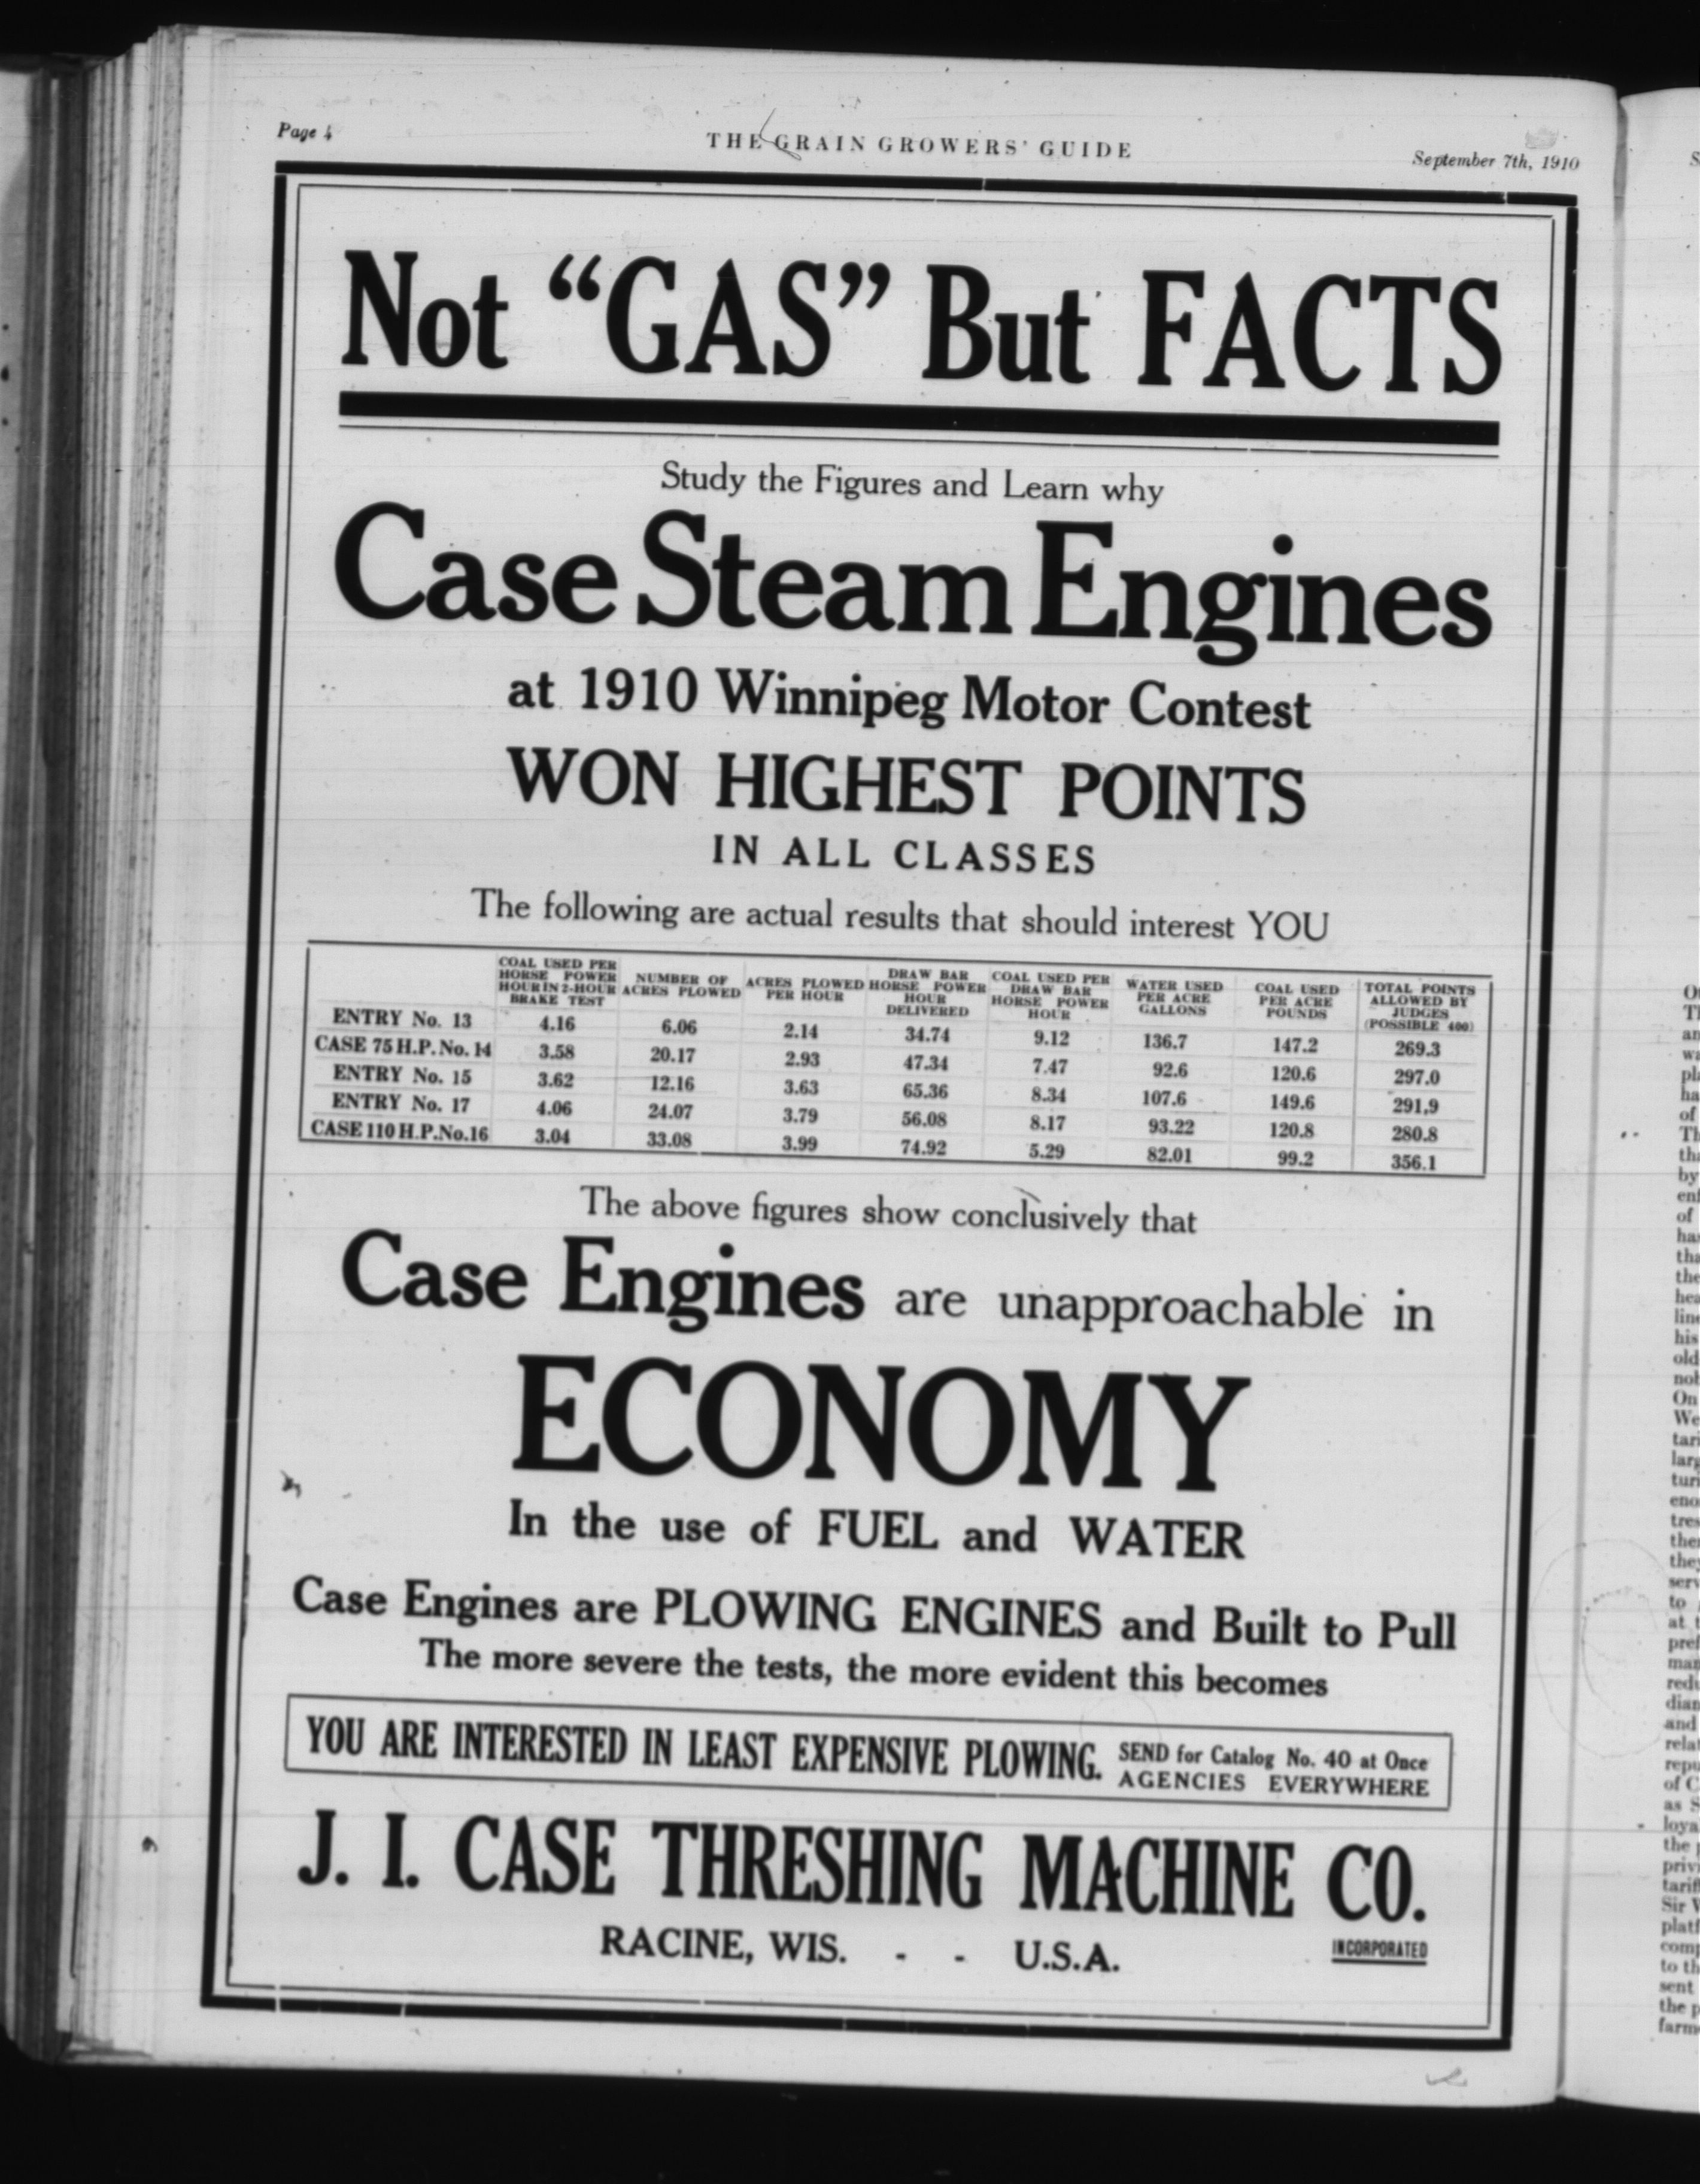 Page 4
THE GRAIN GROWERS' GUIDE
September 7th, 1910
Not “GAS” But FACTS
Study the Figures and Learn why
Case Steam Engines
at 1910 Winnipeg Motor Contest
WON HIGHEST POINTS
IN ALL CLASSES
The following are actual results that should interest YOU
COAL USED PER HORSE POWER HOUR IN 2-HOUR BRAKE TEST
NUMBER OF ACRES PLOWED
ACRES PLOWED PER HOUR
DRAW BAR HORSE POWER HOUR DELIVERED
COAL USED PER DRAW BAR HORSE POWER HOUR
WATER USED PER ACRE GALLONS
COAL USED PER ACRE POUNDS
TOTAL POINTS ALLOWED BY JUDGES (POSSIBLE 400)
ENTRY No. 13 4.16 6.06 2.14 34.74 9.12 136.7 147.2 269.3
CASE 75 H.P. No. 14 3.58 20.17 2.93 47.34 7.47 92.6 120.6 297.0
ENTRY No. 15 3.62 12.16 3.63 65.36 8.34 107.6 149.6 291,9
ENTRY No. 17 4.06 24.07 3.79 56.08 8.17 93.22 120.8 280.8
CASE 110 H.P. No. 16 3.04 33.08 3.99 74.92 5.29 82.01 99.2 356.1
The above figures show conclusively that
Case Engines are unapproachable in
ECONOMY
In the use of FUEL and WATER
Case Engines are PLOWING ENGINES and Built to Pull
The more severe the tests, the more evident this becomes
YOU ARE INTERESTED IN LEAST EXPENSIVE PLOWING.
SEND for Catalog No. 40 at Once
AGENCIES EVERYWHERE
J. I. CASE THRESHING MACHINE CO.
INCORPORATED
RACINE, WIS. - - U.S.A.